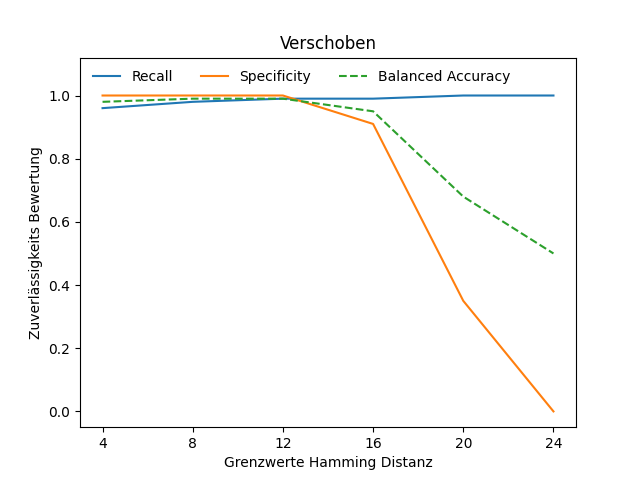 Verschoben
Recall Specificity Balanced Accuracy
1.0
0.8
0.6
0.4
0.2
0.0
Zuverlässigkeits Bewertung
4 8 12 16 20 24
Grenzwerte Hamming Distanz